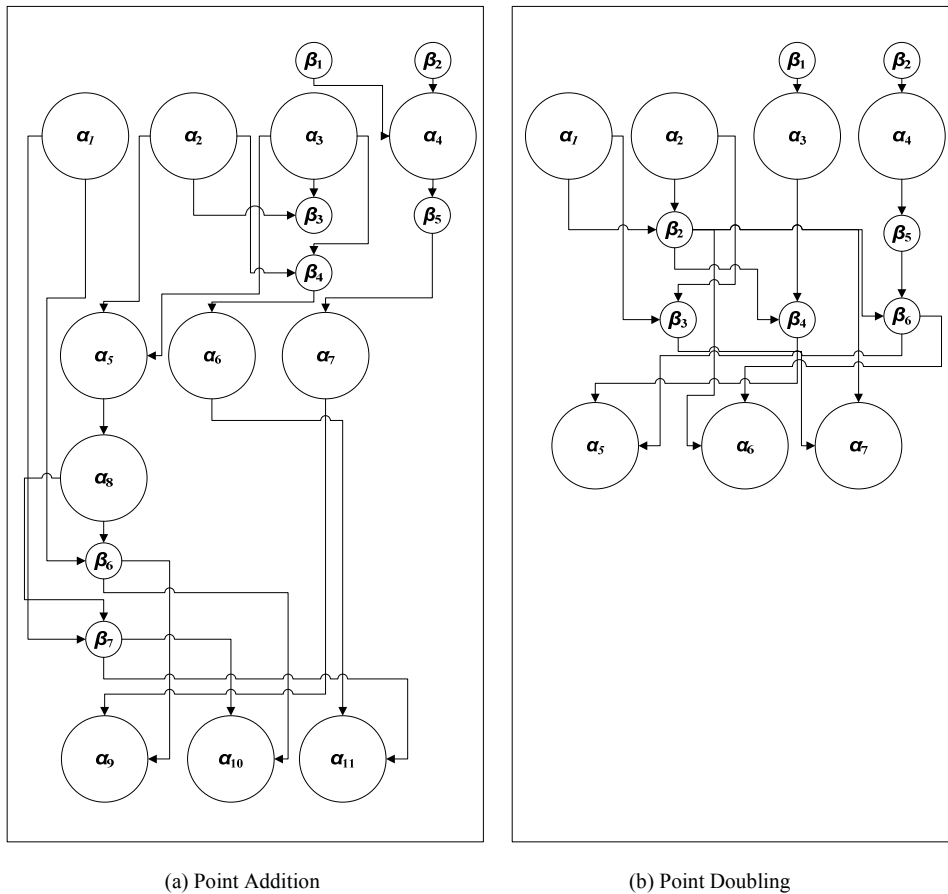 β1 β2
α1 α2 α3 α4
β3 β5
β4
α5 α6 α7
α8
β6
β7
α9 α10 α11
(a) Point Addition
β1 β2
α1 α2 α3 α4
β2 β5
β3 β4 β6
α5 α6 α7
(b) Point Doubling